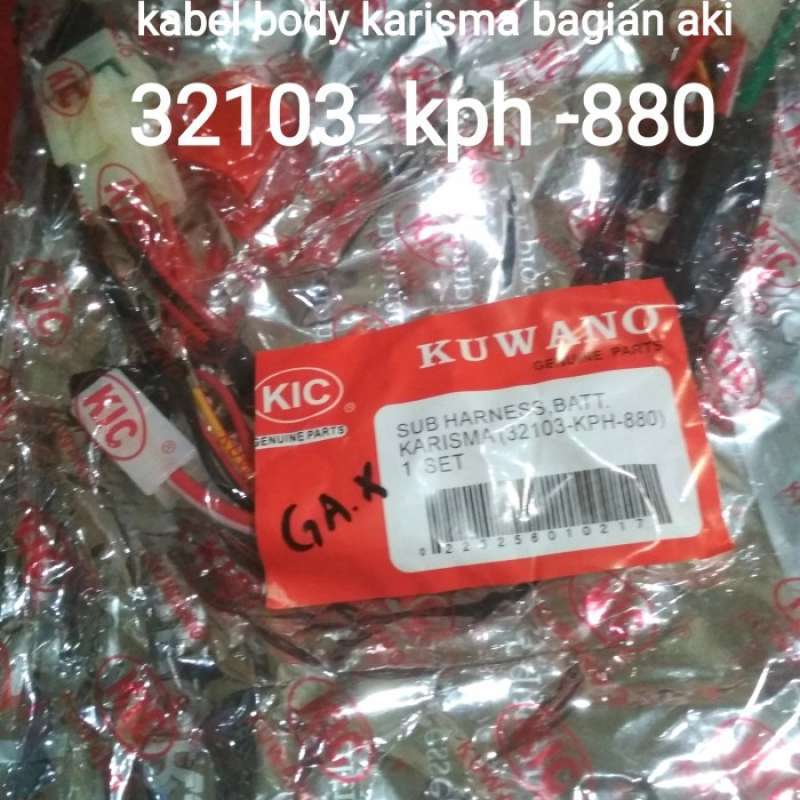 kabel body karisma bagian aki
32103- kph -880
KIC
KUWANO
GENUINE PARTS
KIC
GENUINE PARTS
SUB HARNESS,BATT.
KARISMA(32103-KPH-880)
1 SET
GA.X
KIC